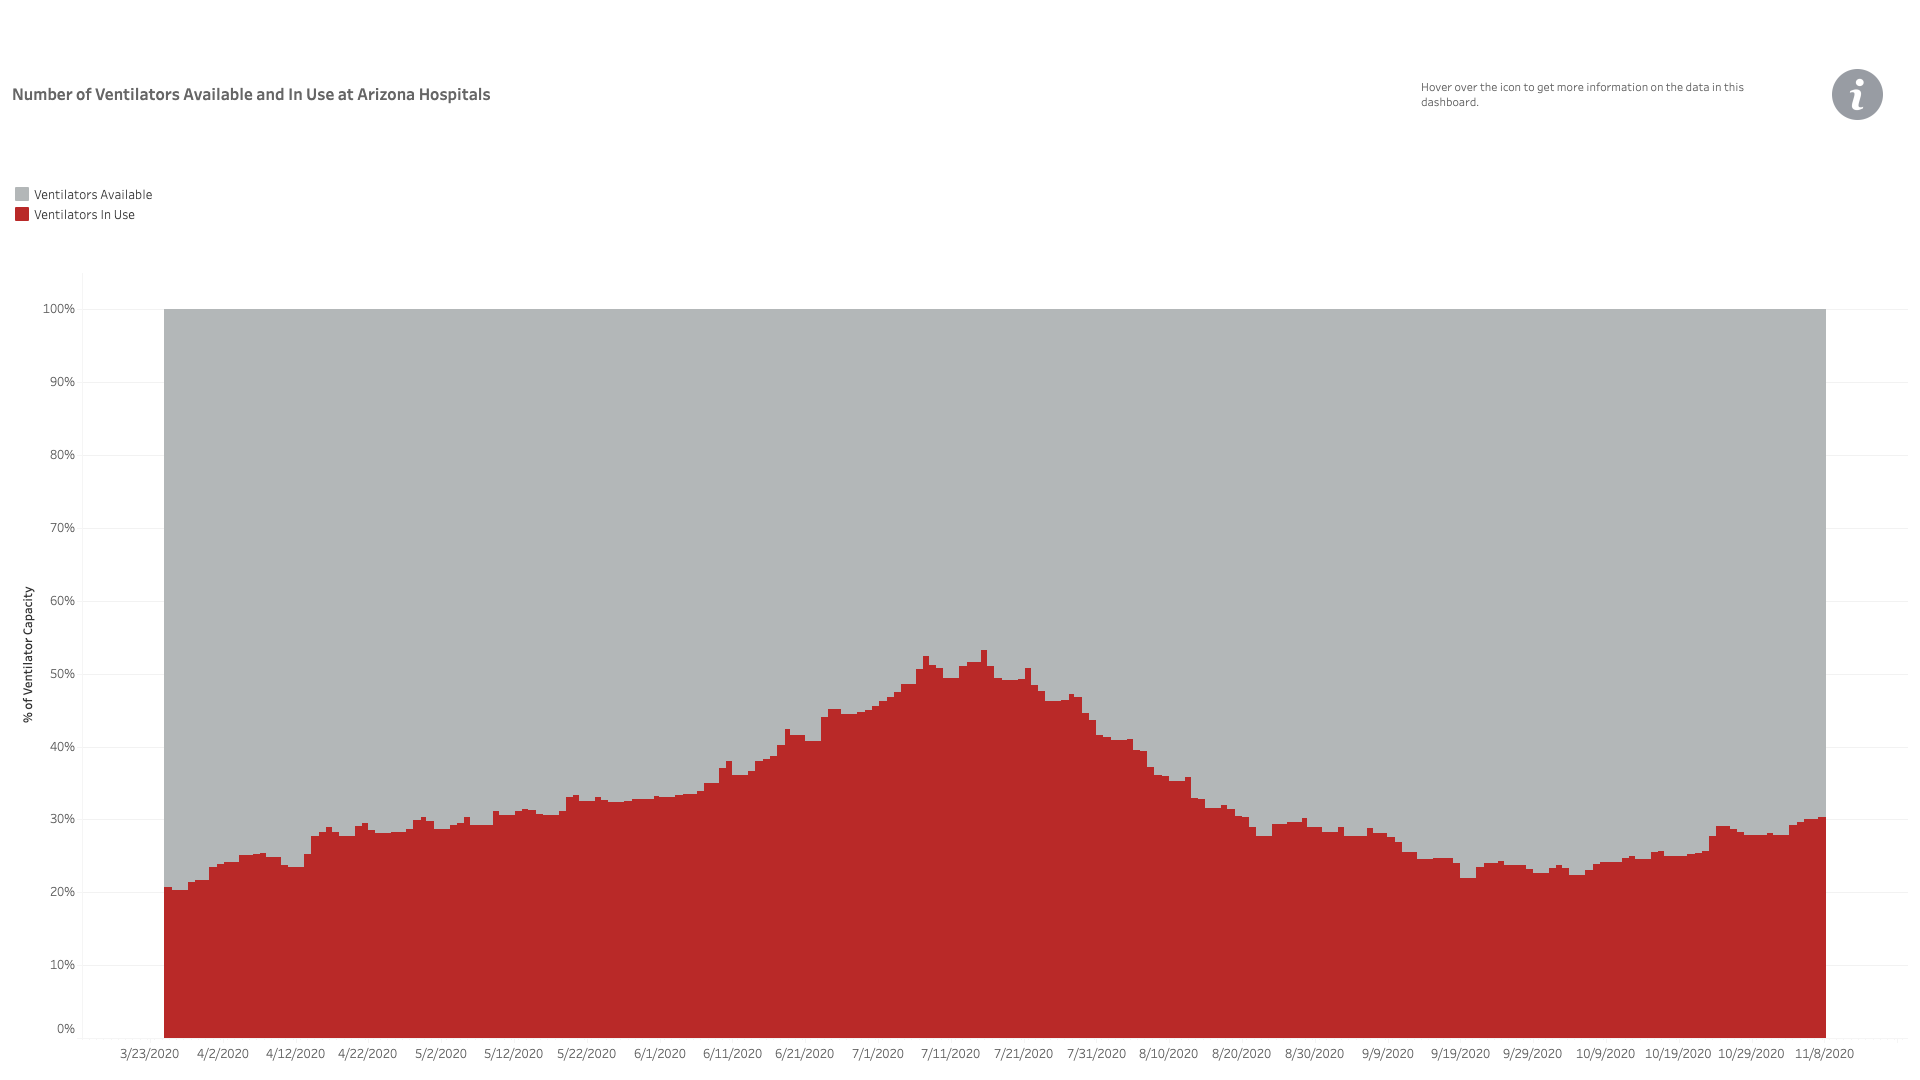 Number of Ventilators Available and In Use at Arizona Hospitals
Hover over the icon to get more information on the data in this
dashboard.
i
Ventilators Available
Ventilators In Use
% of Ventilator Capacity
100%
90%
80%
70%
60%
50%
40%
30%
20%
10%
0%
3/23/2020 4/2/2020 4/12/2020 4/22/2020 5/2/2020 5/12/2020 5/22/2020 6/1/2020 6/11/2020 6/21/2020 7/1/2020 7/11/2020 7/21/2020 7/31/2020 8/10/2020 8/20/2020 8/30/2020 9/9/2020 9/19/2020 9/29/2020 10/9/2020 10/19/2020 10/29/2020 11/8/2020